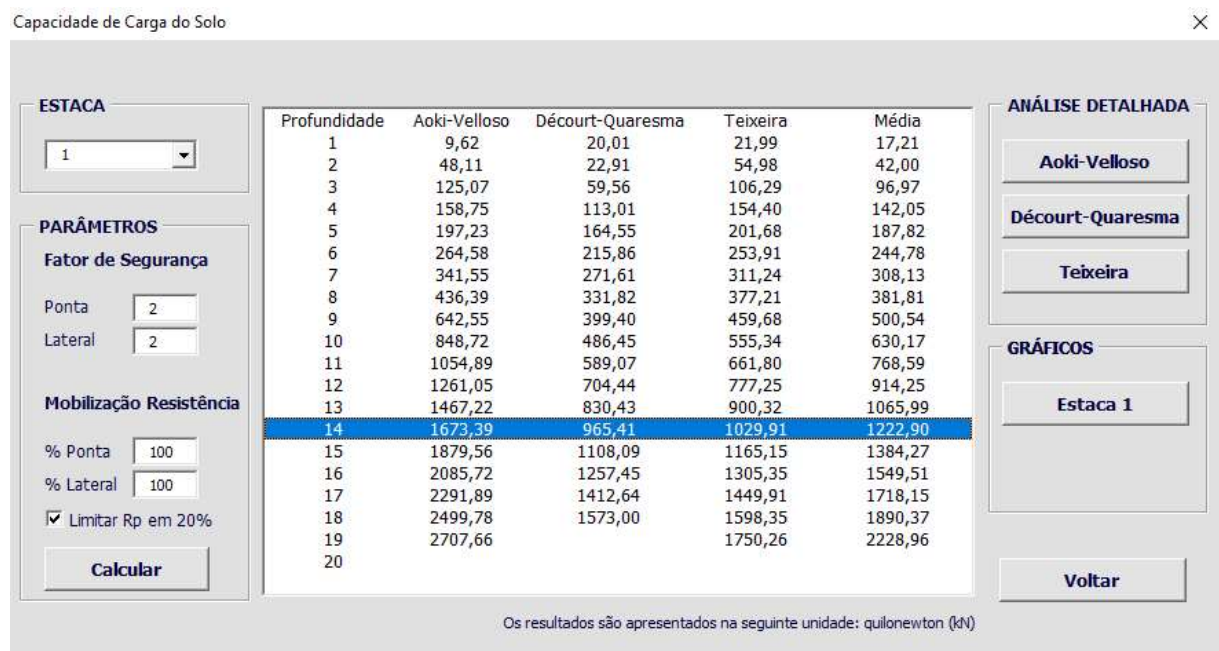 Capacidade de Carga do Solo
ESTACA
1
PARÂMETROS
Fator de Segurança
Ponta 2
Lateral 2
Mobilização Resistência
% Ponta 100
% Lateral 100
Limitar Rp em 20%
Calcular
Profundidade Aoki-Velloso Décourt-Quaresma Teixeira Média
1 9,62 20,01 21,99 17,21
2 48,11 22,91 54,98 42,00
3 125,07 59,56 106,29 96,97
4 158,75 113,01 154,40 142,05
5 197,23 164,55 201,68 187,82
6 264,58 215,86 253,91 244,78
7 341,55 271,61 311,24 308,13
8 436,39 331,82 377,21 381,81
9 642,55 399,40 459,68 500,54
10 848,72 486,45 555,34 630,17
11 1054,89 589,07 661,80 768,59
12 1261,05 704,44 777,25 914,25
13 1467,22 830,43 900,32 1065,99
14 1673,39 965,41 1029,91 1222,90
15 1879,56 1108,09 1165,15 1384,27
16 2085,72 1257,45 1305,35 1549,51
17 2291,89 1412,64 1449,91 1718,15
18 2499,78 1573,00 1598,35 1890,37
19 2707,66 1750,26 2228,96
20
ANÁLISE DETALHADA
Aoki-Velloso
Décourt-Quaresma
Teixeira
GRÁFICOS
Estaca 1
Voltar
Os resultados são apresentados na seguinte unidade: quilonewton (kN)